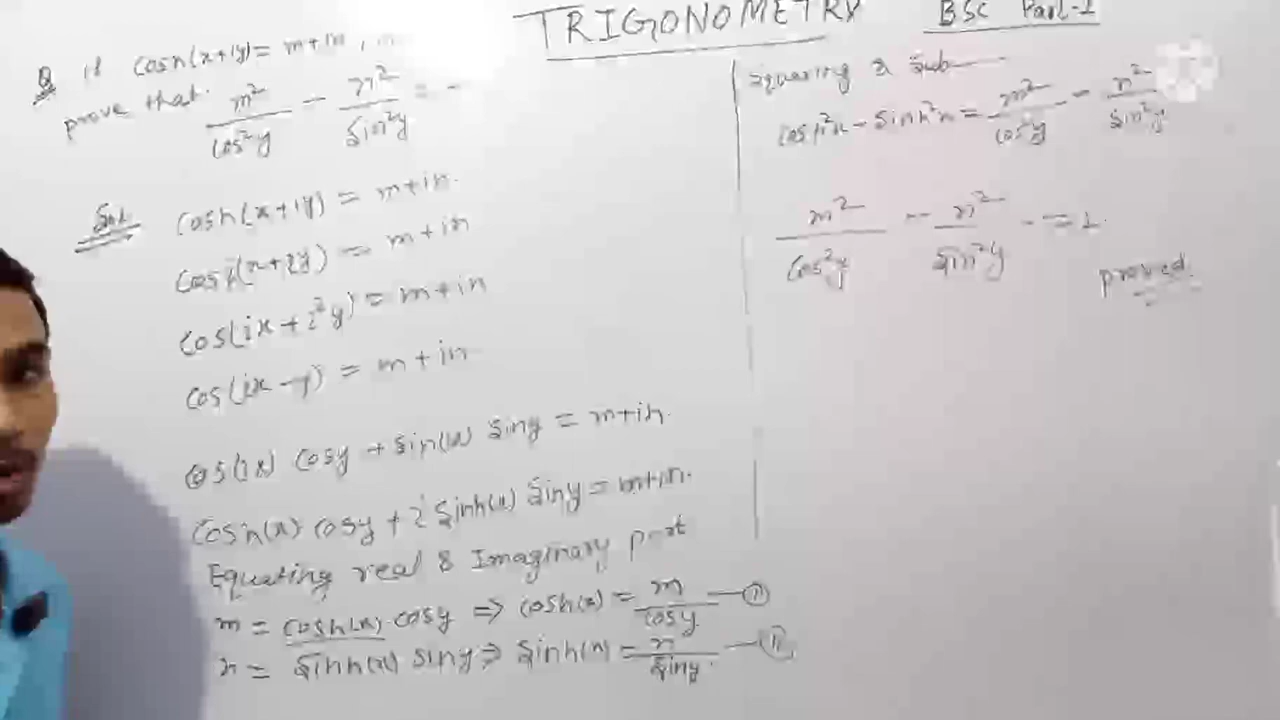 TRIGONOMETRY
BSC Part-1
Q If cosh(x+iy) = m+in,
prove that. m²/cos²y - n²/sin²y = -
Sol. cosh(x+iy) = m+in.
cosh(x+iy) = m+in
cos(ix+i²y) = m+in
cos(ix-y) = m+in
cos(ix) cosy + sin(ix) siny = m+in.
cosh(x) cosy + i sinh(x) siny = m+in.
Equating real & Imaginary part
m = cosh(x).cosy ⇒ cosh(x) = m/cosy —
n = sinh(x) siny ⇒ sinh(x) = n/siny. — (II)
Squaring & Sub—
cosh²x - sinh²x = m²/cos²y - n²/sin²y
m²/cos²y - n²/sin²y - = 1.
proved.